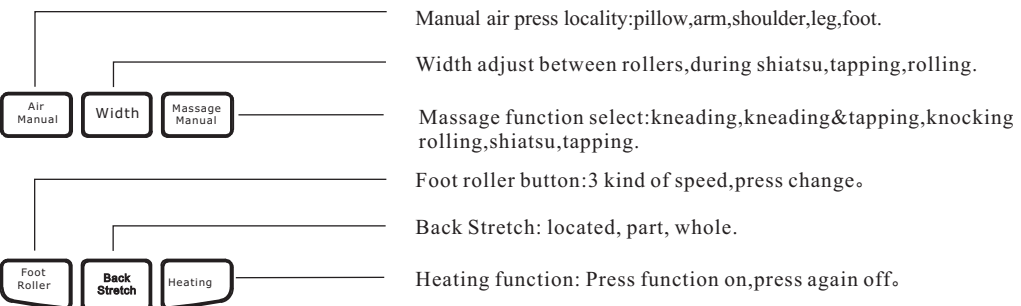 Manual air press locality:pillow,arm,shoulder,leg,foot.
Width adjust between rollers,during shiatsu,tapping,rolling.
Air
Manual
Width
Massage
Manual
Massage function select:kneading,kneading&tapping,knocking
rolling,shiatsu,tapping.
Foot roller button:3 kind of speed,press change。
Back Stretch: located, part, whole.
Foot
Roller
Back
Stretch
Heating
Heating function: Press function on,press again off。